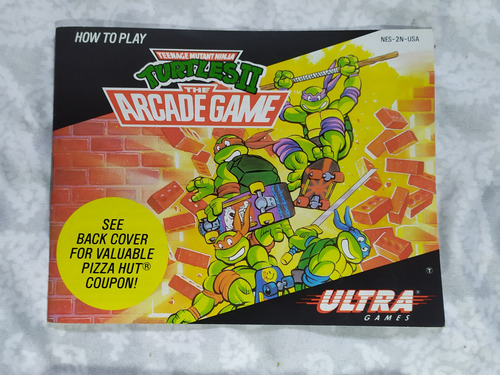 HOW TO PLAY
NES-2N-USA
TEENAGE MUTANT NINJA
TURTLES II
THE
ARCADE GAME™
SEE
BACK COVER
FOR VALUABLE
PIZZA HUT®
COUPON!
T
ULTRA®
GAMES